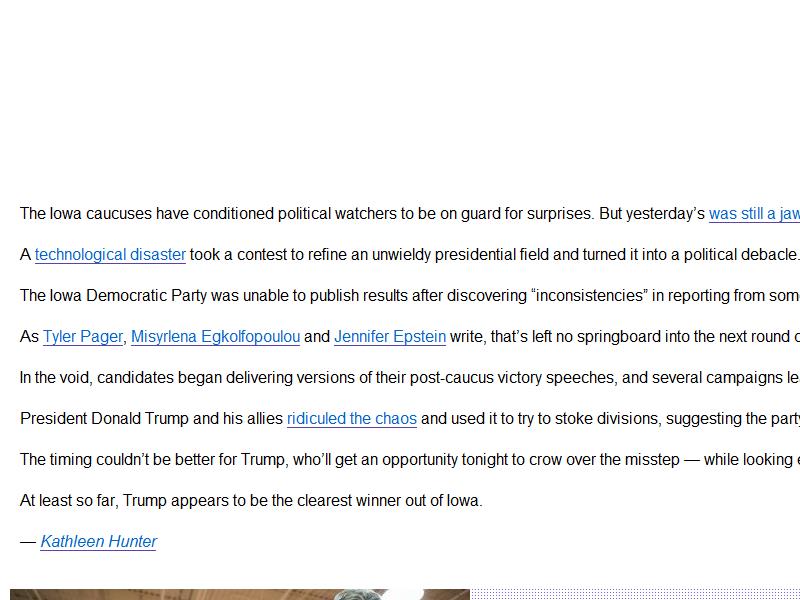 The Iowa caucuses have conditioned political watchers to be on guard for surprises. But yesterday’s was still a jaw
A technological disaster took a contest to refine an unwieldy presidential field and turned it into a political debacle.
The Iowa Democratic Party was unable to publish results after discovering “inconsistencies” in reporting from som
As Tyler Pager, Misyrlena Egkolfopoulou and Jennifer Epstein write, that’s left no springboard into the next round o
In the void, candidates began delivering versions of their post-caucus victory speeches, and several campaigns le
President Donald Trump and his allies ridiculed the chaos and used it to try to stoke divisions, suggesting the party
The timing couldn’t be better for Trump, who’ll get an opportunity tonight to crow over the misstep — while looking
At least so far, Trump appears to be the clearest winner out of Iowa.
— Kathleen Hunter